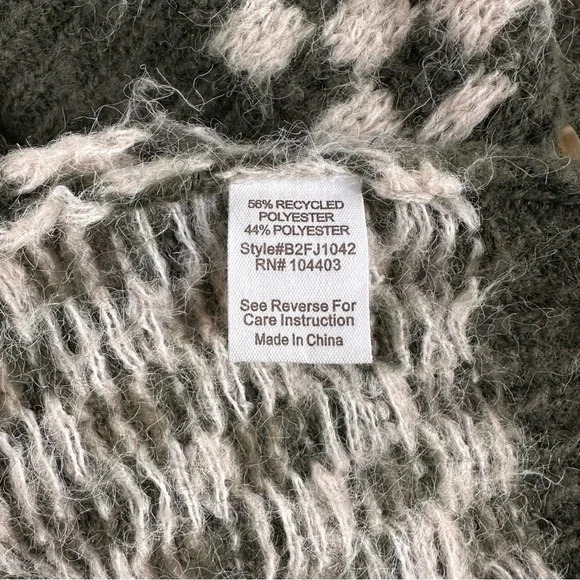 56% RECYCLED
POLYESTER
44% POLYESTER
Style#B2FJ1042
RN# 104403
See Reverse For
Care Instruction
Made In China